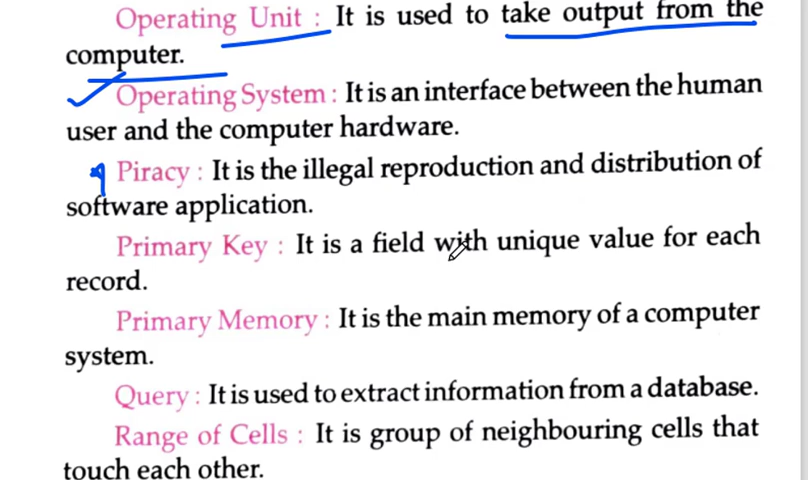 Operating Unit : It is used to take output from the
computer.
Operating System : It is an interface between the human
user and the computer hardware.
Piracy : It is the illegal reproduction and distribution of
software application.
Primary Key : It is a field with unique value for each
record.
Primary Memory : It is the main memory of a computer
system.
Query : It is used to extract information from a database.
Range of Cells : It is group of neighbouring cells that
touch each other.